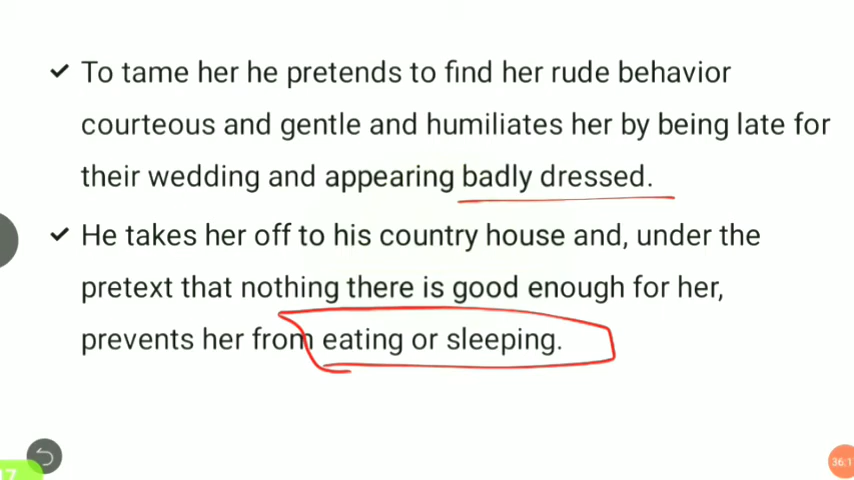 ✔ To tame her he pretends to find her rude behavior
courteous and gentle and humiliates her by being late for
their wedding and appearing badly dressed.
✔ He takes her off to his country house and, under the
pretext that nothing there is good enough for her,
prevents her from eating or sleeping.